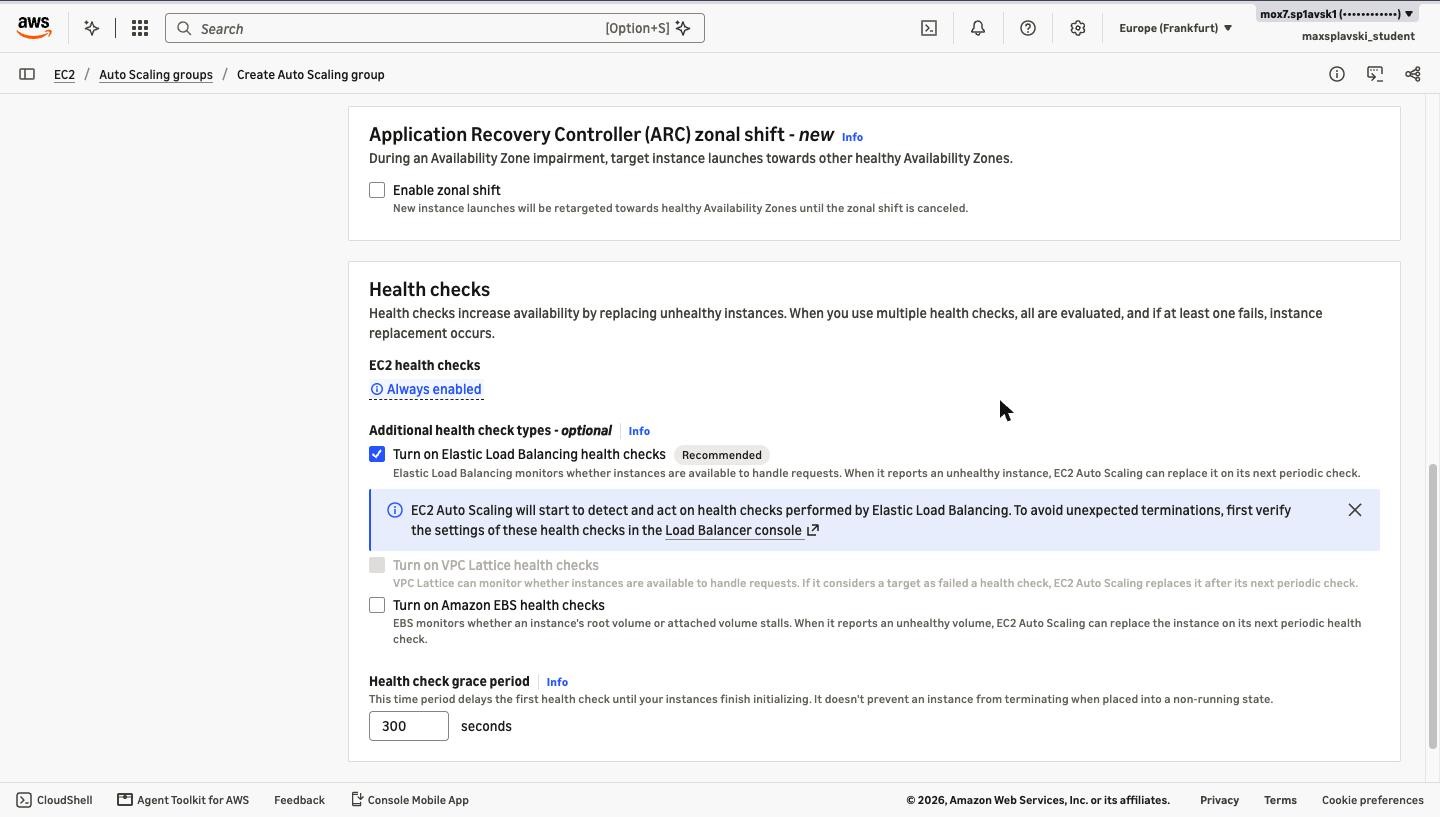 aws
Search
[Option+S]
Europe (Frankfurt)
mox7.sp1avsk1 (············)
maxsplavski_student
EC2 / Auto Scaling groups / Create Auto Scaling group
Application Recovery Controller (ARC) zonal shift - new Info
During an Availability Zone impairment, target instance launches towards other healthy Availability Zones.
Enable zonal shift
New instance launches will be retargeted towards healthy Availability Zones until the zonal shift is canceled.
Health checks
Health checks increase availability by replacing unhealthy instances. When you use multiple health checks, all are evaluated, and if at least one fails, instance
replacement occurs.
EC2 health checks
Always enabled
Additional health check types - optional Info
Turn on Elastic Load Balancing health checks Recommended
Elastic Load Balancing monitors whether instances are available to handle requests. When it reports an unhealthy instance, EC2 Auto Scaling can replace it on its next periodic check.
EC2 Auto Scaling will start to detect and act on health checks performed by Elastic Load Balancing. To avoid unexpected terminations, first verify
the settings of these health checks in the Load Balancer console
Turn on VPC Lattice health checks
VPC Lattice can monitor whether instances are available to handle requests. If it considers a target as failed a health check, EC2 Auto Scaling replaces it after its next periodic check.
Turn on Amazon EBS health checks
EBS monitors whether an instance's root volume or attached volume stalls. When it reports an unhealthy volume, EC2 Auto Scaling can replace the instance on its next periodic health
check.
Health check grace period Info
This time period delays the first health check until your instances finish initializing. It doesn't prevent an instance from terminating when placed into a non-running state.
300 seconds
CloudShell Agent Toolkit for AWS Feedback Console Mobile App © 2026, Amazon Web Services, Inc. or its affiliates. Privacy Terms Cookie preferences